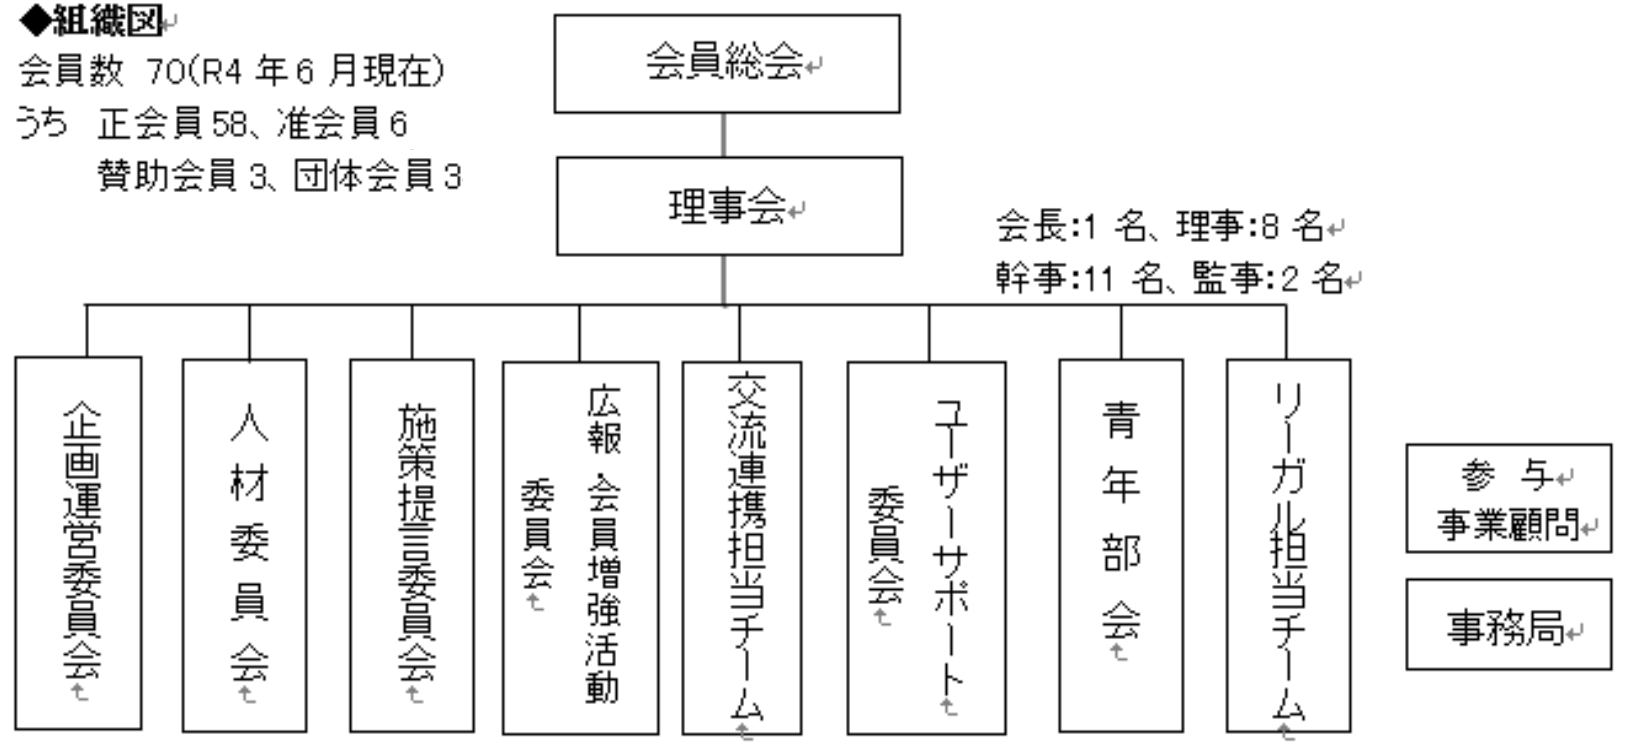 ◆組織図
会員数 70(R4 年 6 月現在)
うち 正会員 58、准会員 6
賛助会員 3、団体会員 3
会員総会
理事会
会長:1 名、理事:8 名
幹事:11 名、監事:2 名
企画運営委員会
人材委員会
施策提言委員会
広報・会員増強活動
委員会
交流連携担当チーム
ユーザーサポート
委員会
青年部会
リーガル担当チーム
参 与
事業顧問
事務局